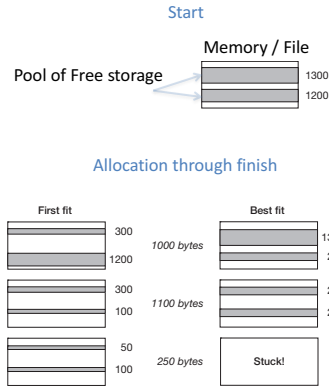 Start
Memory / File
Pool of Free storage
1300
1200
Allocation through finish
First fit
Best fit
300
1000 bytes
1200
300
1100 bytes
100
50
250 bytes
Stuck!
100